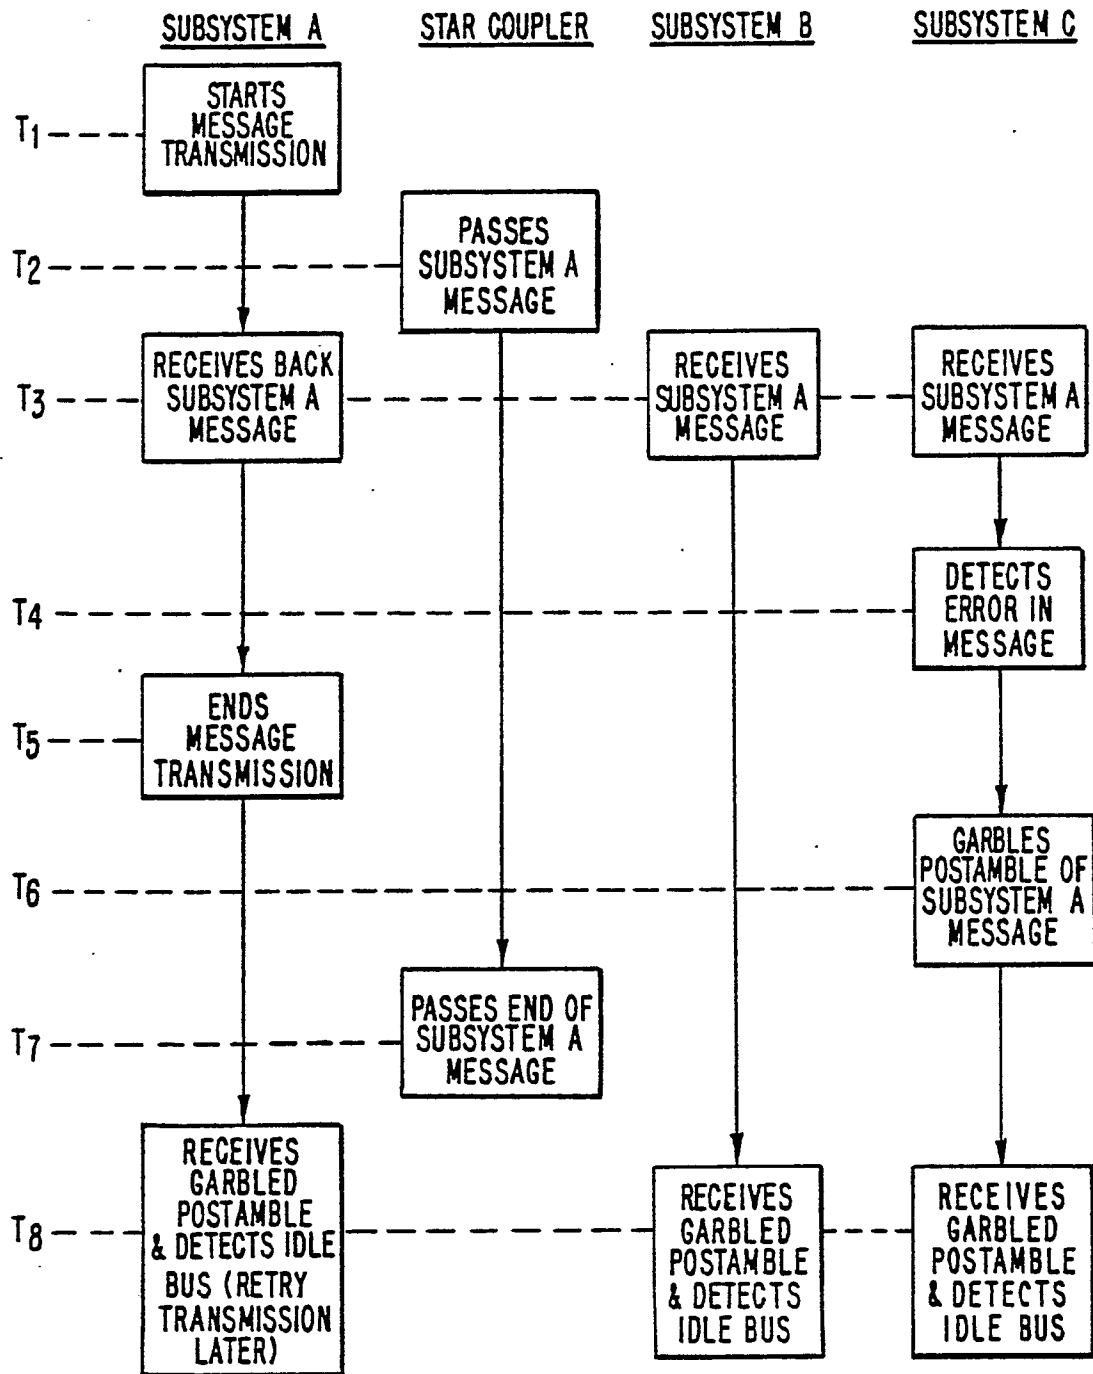 SUBSYSTEM A
STAR COUPLER
SUBSYSTEM B
SUBSYSTEM C
T1
STARTS
MESSAGE
TRANSMISSION
T2
PASSES
SUBSYSTEM A
MESSAGE
T3
RECEIVES BACK
SUBSYSTEM A
MESSAGE
RECEIVES
SUBSYSTEM A
MESSAGE
RECEIVES
SUBSYSTEM A
MESSAGE
T4
DETECTS
ERROR IN
MESSAGE
T5
ENDS
MESSAGE
TRANSMISSION
T6
GARBLES
POSTAMBLE OF
SUBSYSTEM A
MESSAGE
T7
PASSES END OF
SUBSYSTEM A
MESSAGE
T8
RECEIVES
GARBLED
POSTAMBLE
& DETECTS IDLE
BUS (RETRY
TRANSMISSION
LATER)
RECEIVES
GARBLED
POSTAMBLE
& DETECTS
IDLE BUS
RECEIVES
GARBLED
POSTAMBLE
& DETECTS
IDLE BUS